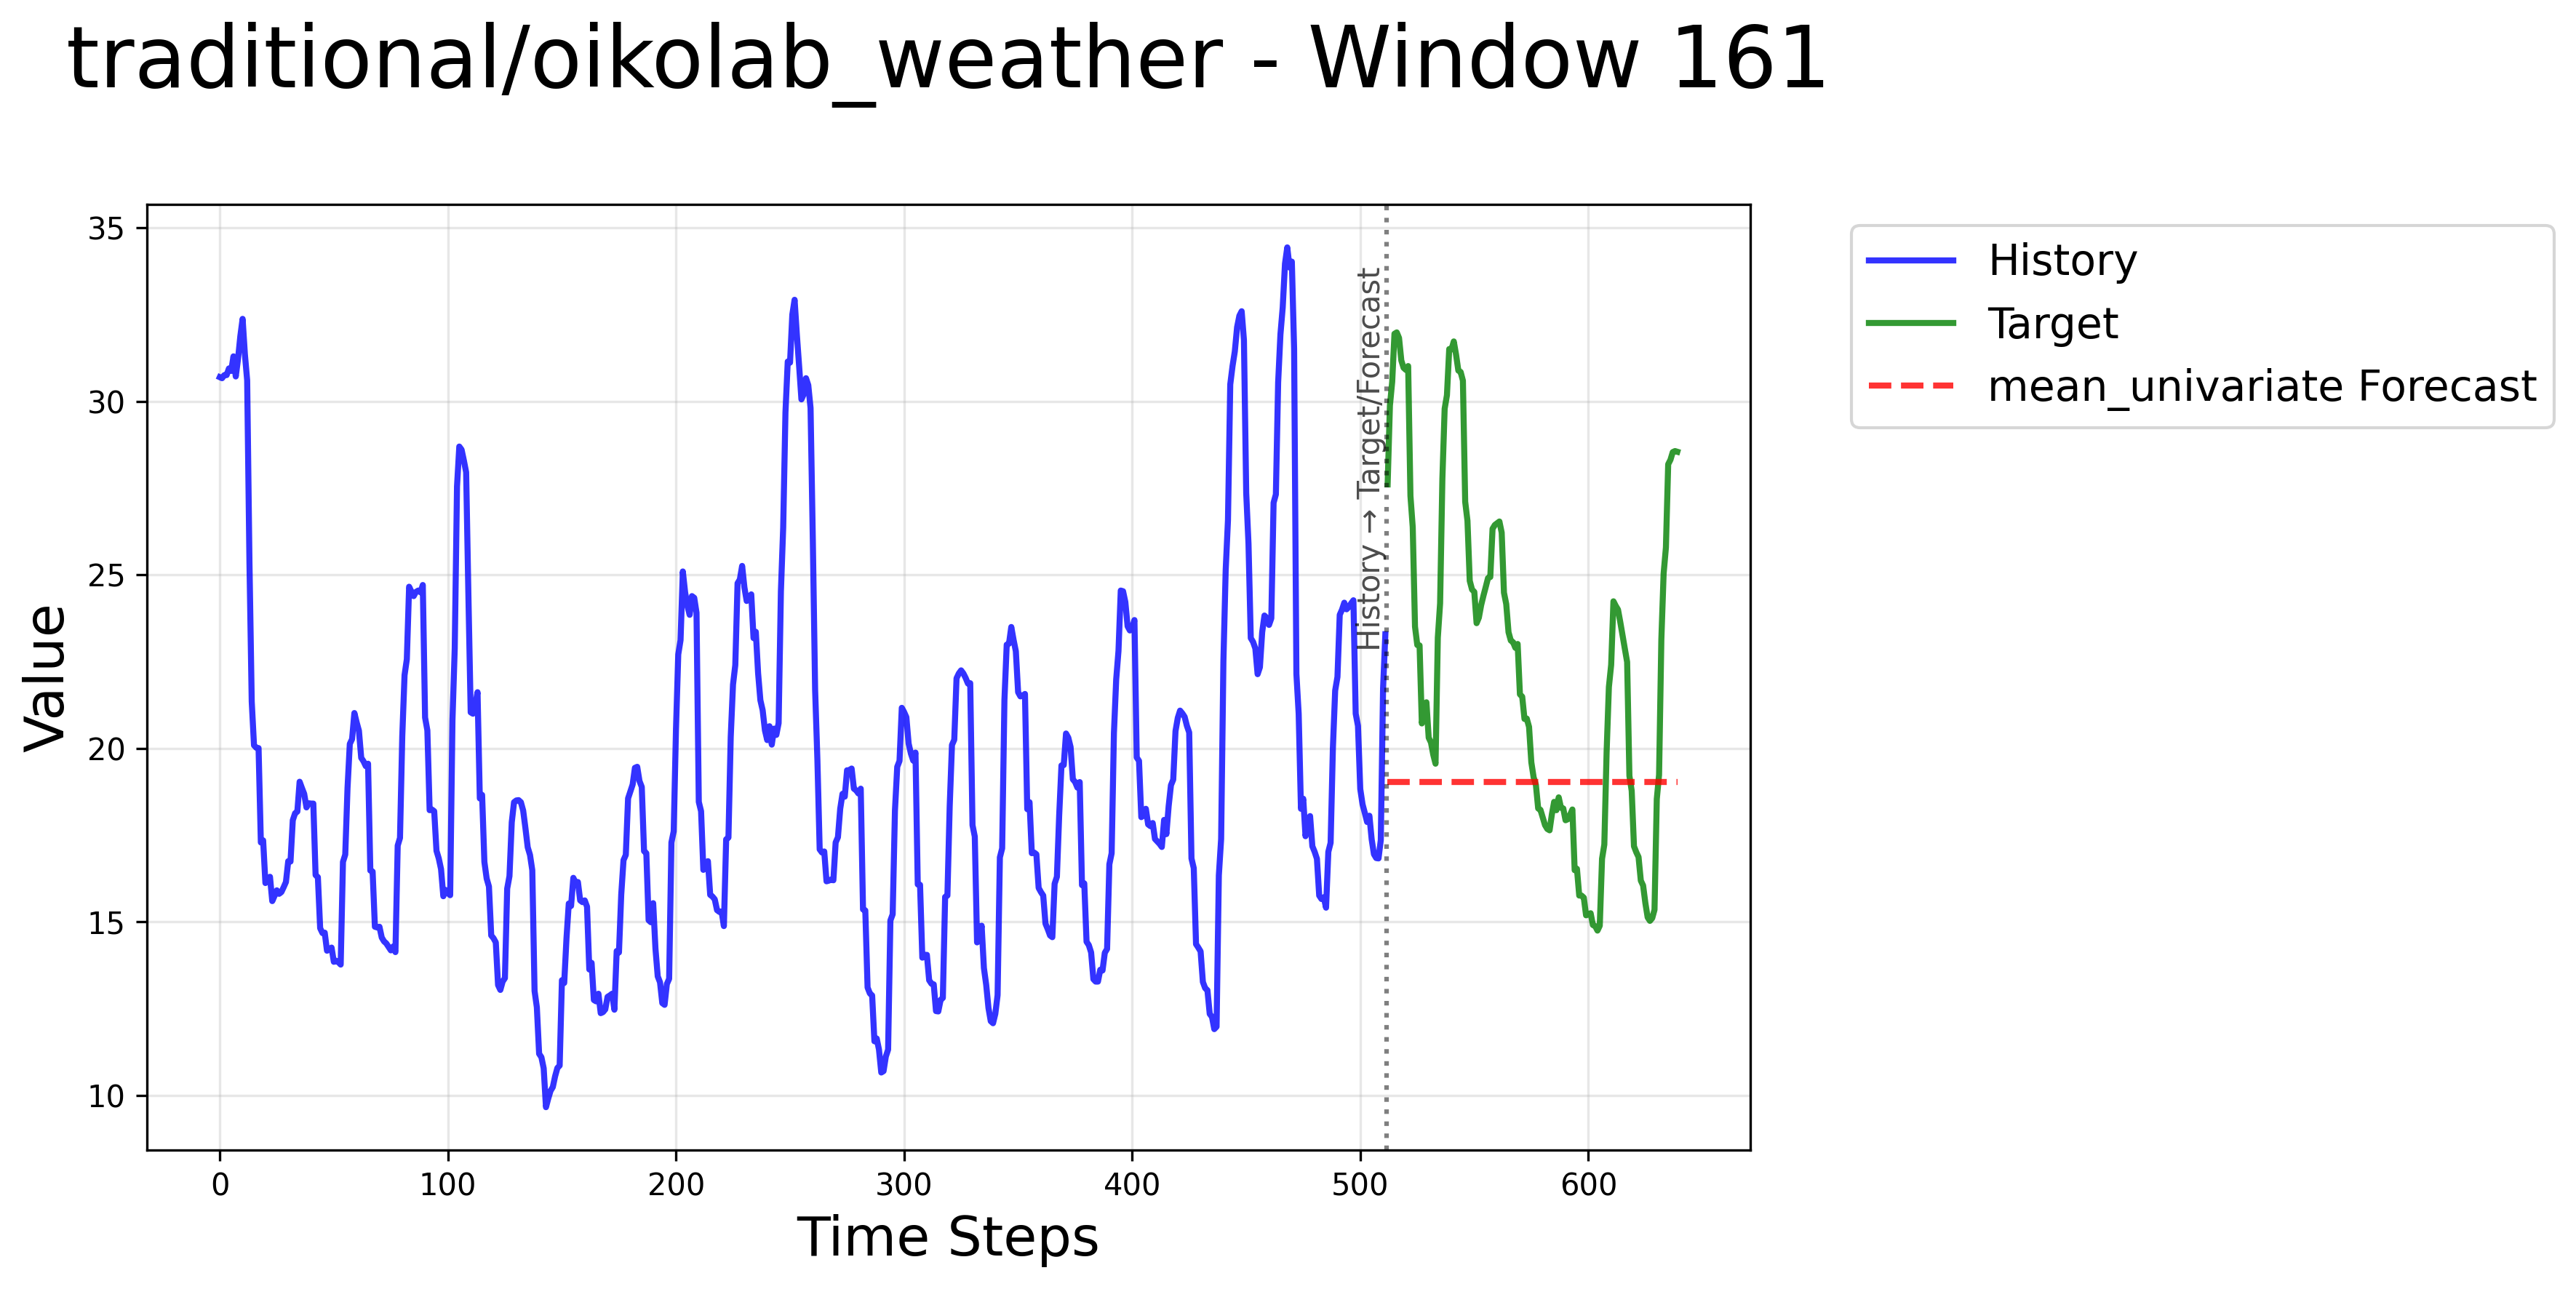 traditional/oikolab_weather - Window 161
History
Target
mean_univariate Forecast
History → Target/Forecast
Value
35
30
25
20
15
10
0
100
200
300
400
500
600
Time Steps